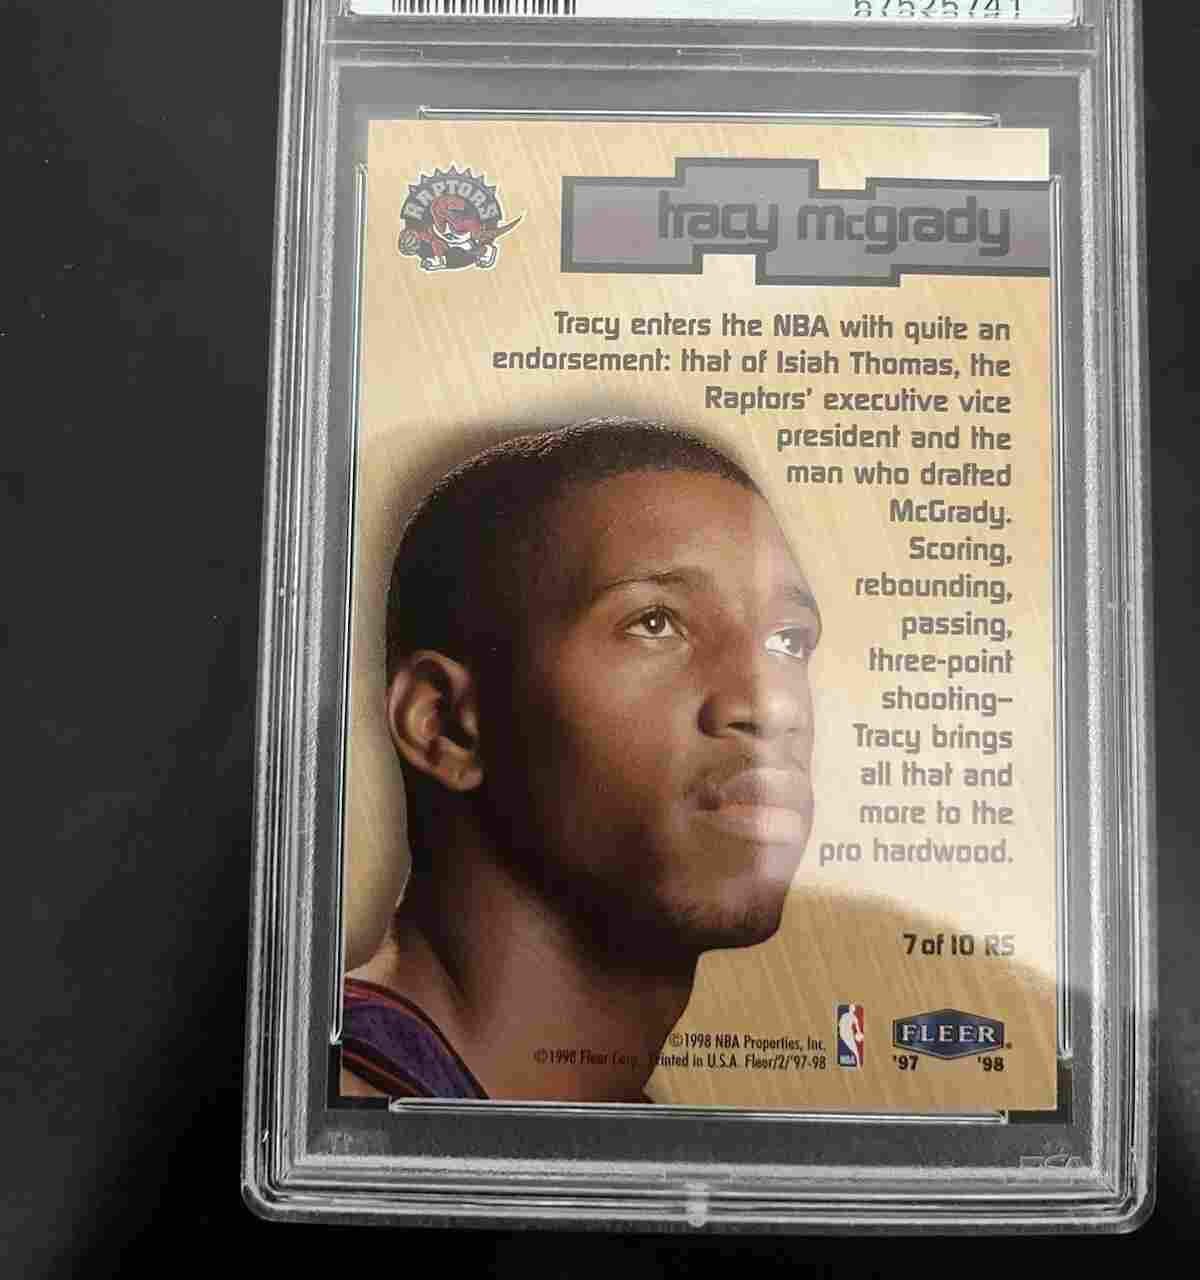 67525741
RAPTORS
tracy mcgrady
Tracy enters the NBA with quite an
endorsement: that of Isiah Thomas, the
Raptors' executive vice
president and the
man who drafted
McGrady.
Scoring,
rebounding,
passing,
three-point
shooting–
Tracy brings
all that and
more to the
pro hardwood.
7 of 10 RS
©1998 NBA Properties, Inc.
©1998 Fleer Corp. Printed in U.S.A. Fleer/2/'97-98
NBA
FLEER
'97 '98
PSA